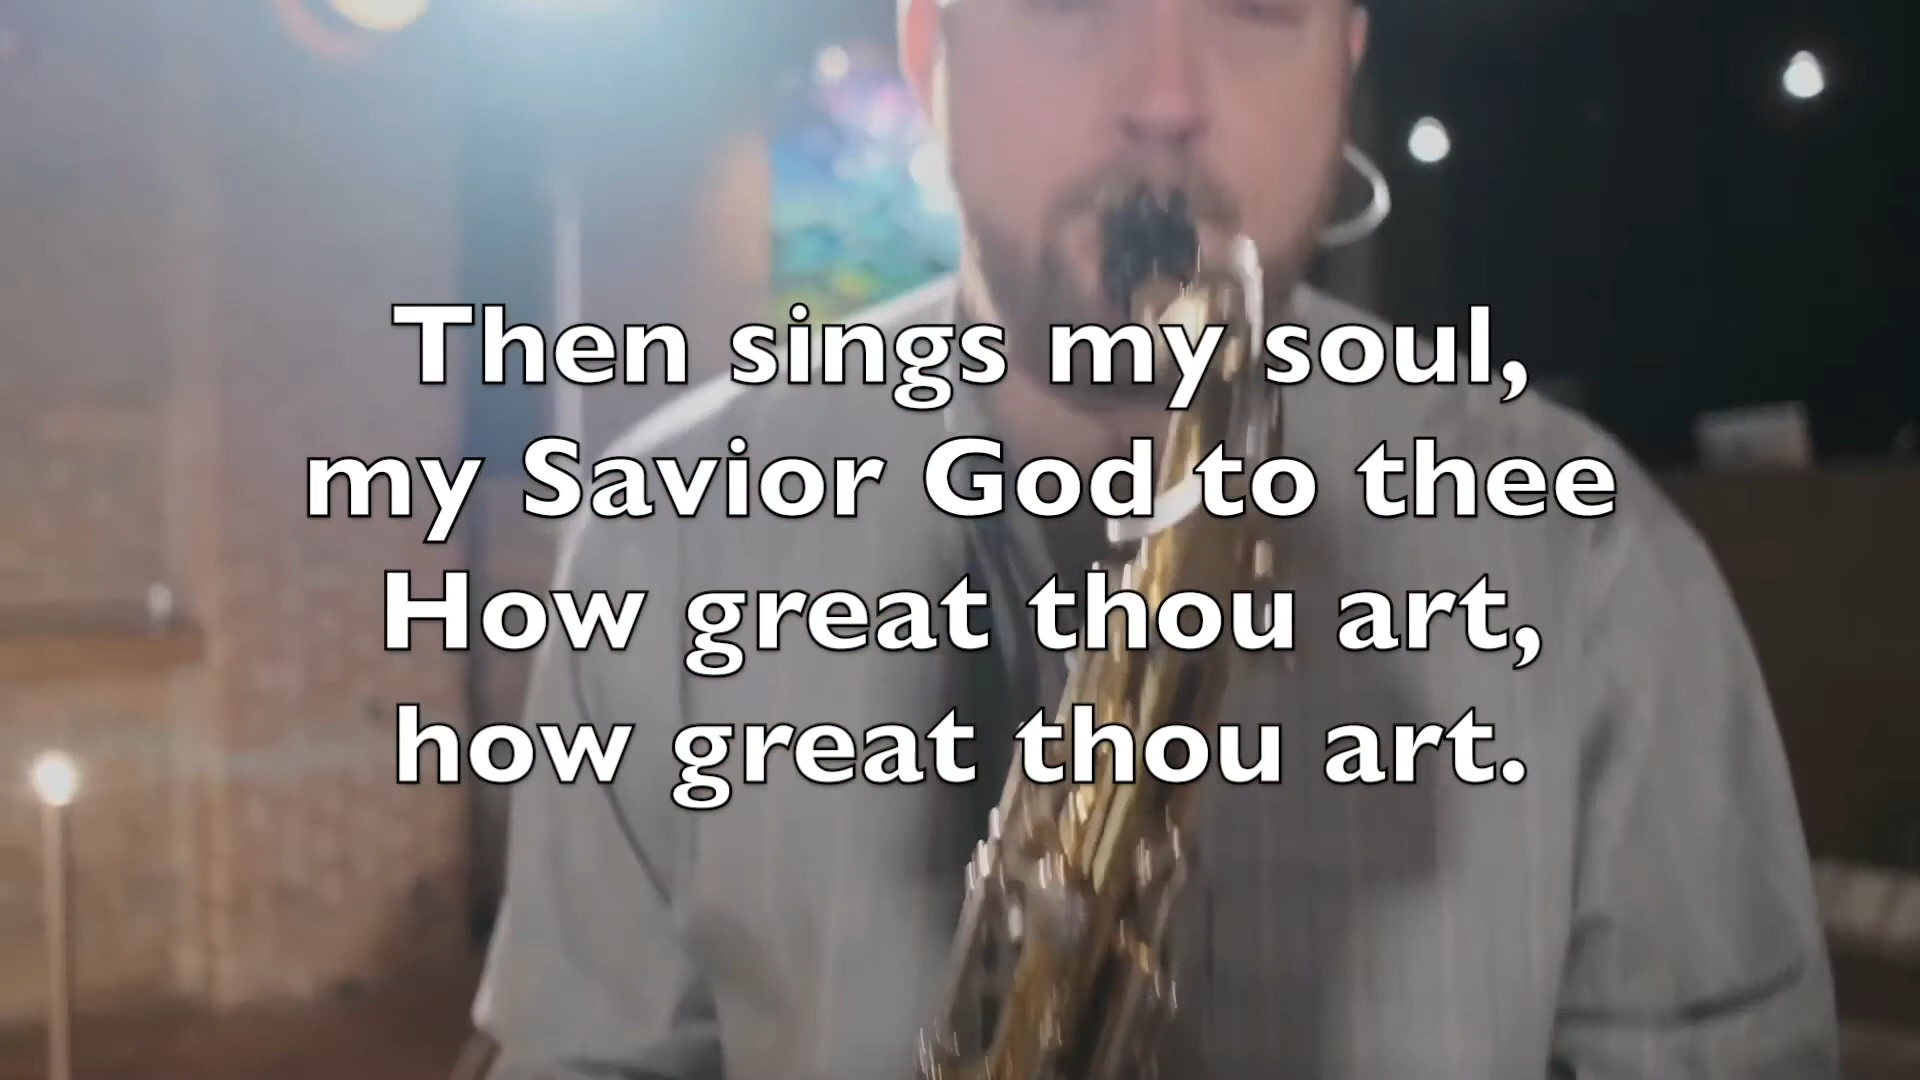 Then sings my soul,
my Savior God to thee
How great thou art,
how great thou art.